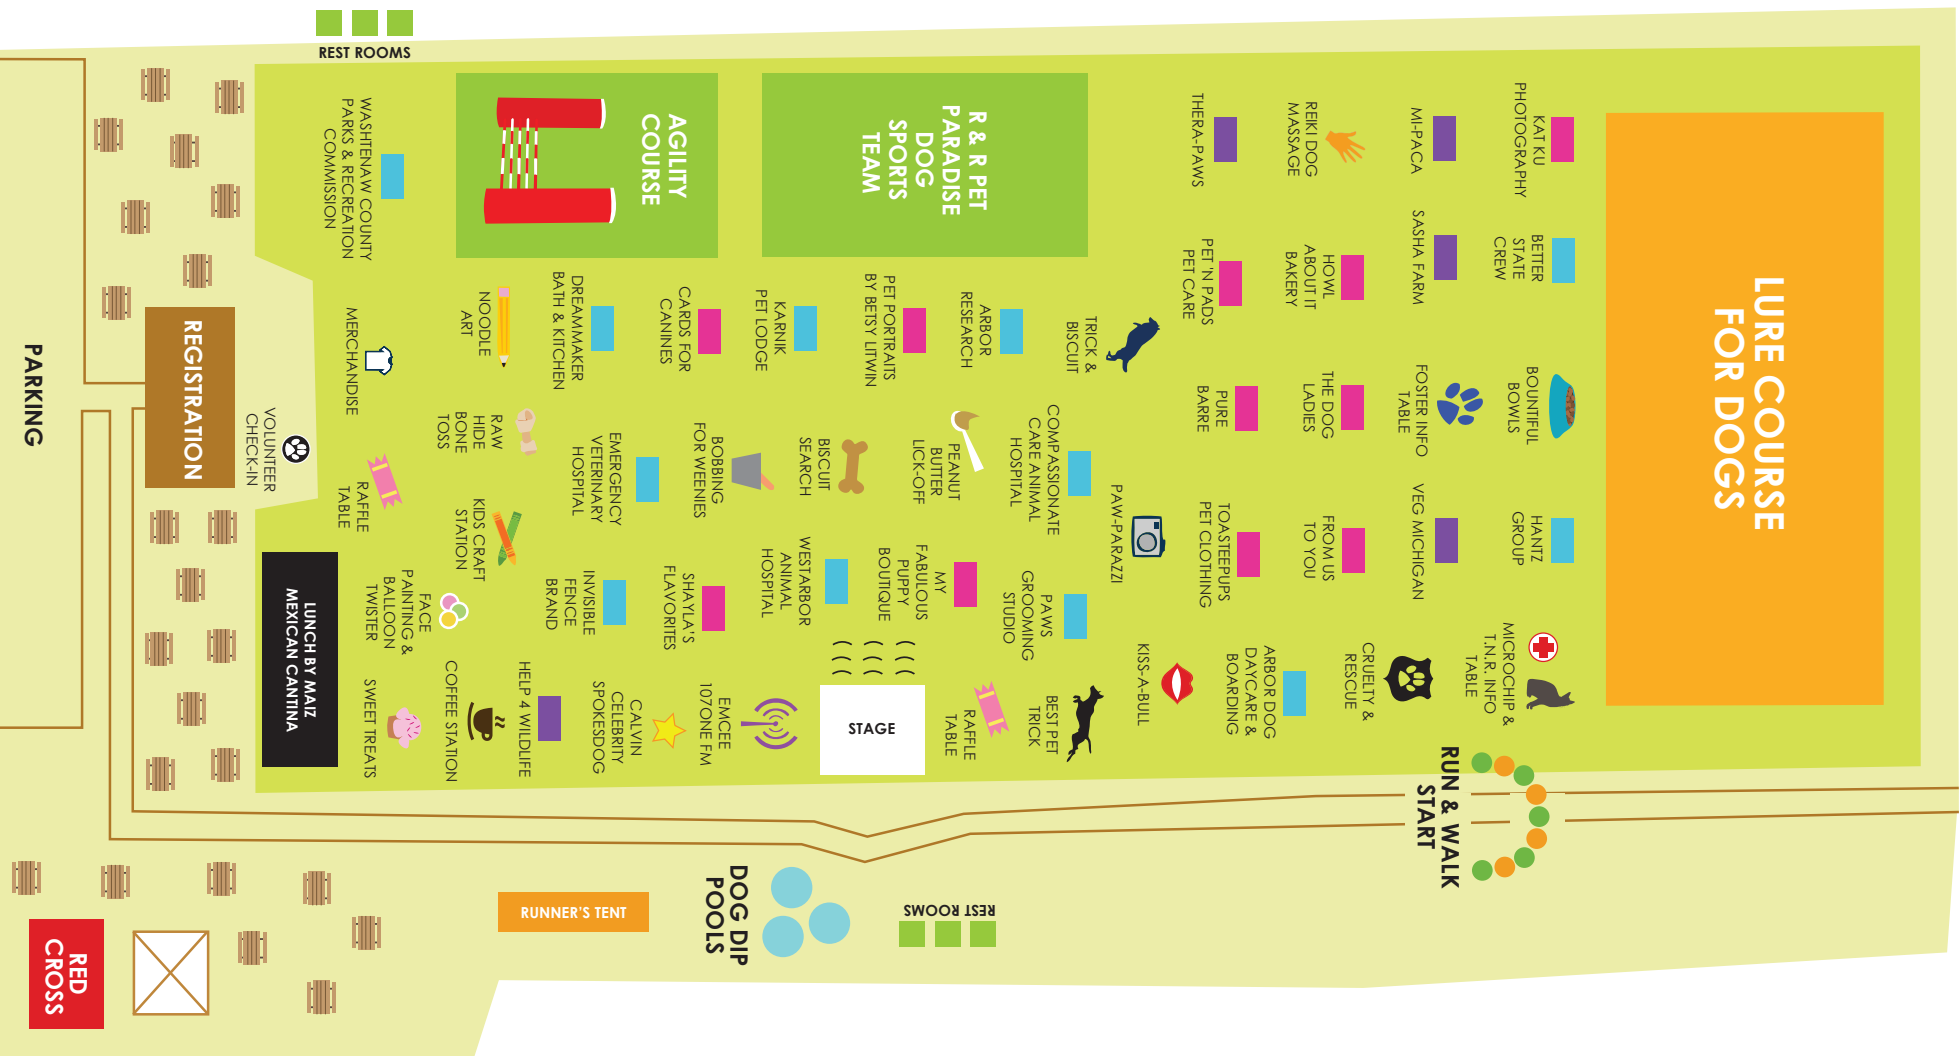 REST ROOMS
WASHTENAW COUNTY
PARKS & RECREATION
COMMISSION
AGILITY
COURSE
R & R PET
PARADISE
DOG
SPORTS
TEAM
THERA-PAWS
REIKI DOG
MASSAGE
MI-PACA
KAT KU
PHOTOGRAPHY
PET 'N PADS
PET CARE
HOWL
ABOUT IT
BAKERY
SASHA FARM
BETTER
STATE
CREW
LURE COURSE
FOR DOGS
PARKING
REGISTRATION
VOLUNTEER
CHECK-IN
MERCHANDISE
NOODLE
ART
DREAMMAKER
BATH & KITCHEN
CARDS FOR
CANINES
KARNIK
PET LODGE
PET PORTRAITS
BY BETSY LITWIN
ARBOR
RESEARCH
TRICK &
BISCUIT
PURE
BARRE
THE DOG
LADIES
FOSTER INFO
TABLE
BOUNTIFUL
BOWLS
RAFFLE
TABLE
RAW
HIDE
BONE
TOSS
EMERGENCY
VETERINARY
HOSPITAL
BOBBING
FOR WEENIES
BISCUIT
SEARCH
PEANUT
BUTTER
LICK-OFF
COMPASSIONATE
CARE ANIMAL
HOSPITAL
PAW-PARAZZI
TOASTEEPUPS
PET CLOTHING
FROM US
TO YOU
VEG MICHIGAN
HANTZ
GROUP
KIDS CRAFT
STATION
LUNCH BY MAIZ
MEXICAN CANTINA
FACE
PAINTING &
BALLOON
TWISTER
INVISIBLE
FENCE
BRAND
SHAYLA'S
FLAVORITES
WESTARBOR
ANIMAL
HOSPITAL
MY
FABULOUS
PUPPY
BOUTIQUE
PAWS
GROOMING
STUDIO
KISS-A-BULL
ARBOR DOG
DAYCARE &
BOARDING
CRUELTY &
RESCUE
MICROCHIP &
T.N.R. INFO
TABLE
SWEET TREATS
COFFEE STATION
HELP 4 WILDLIFE
CALVIN
CELEBRITY
SPOKESDOG
EMCEE
107ONE FM
STAGE
RAFFLE
TABLE
BEST PET
TRICK
RUN & WALK
START
RED
CROSS
RUNNER'S TENT
DOG DIP
POOLS
REST ROOMS